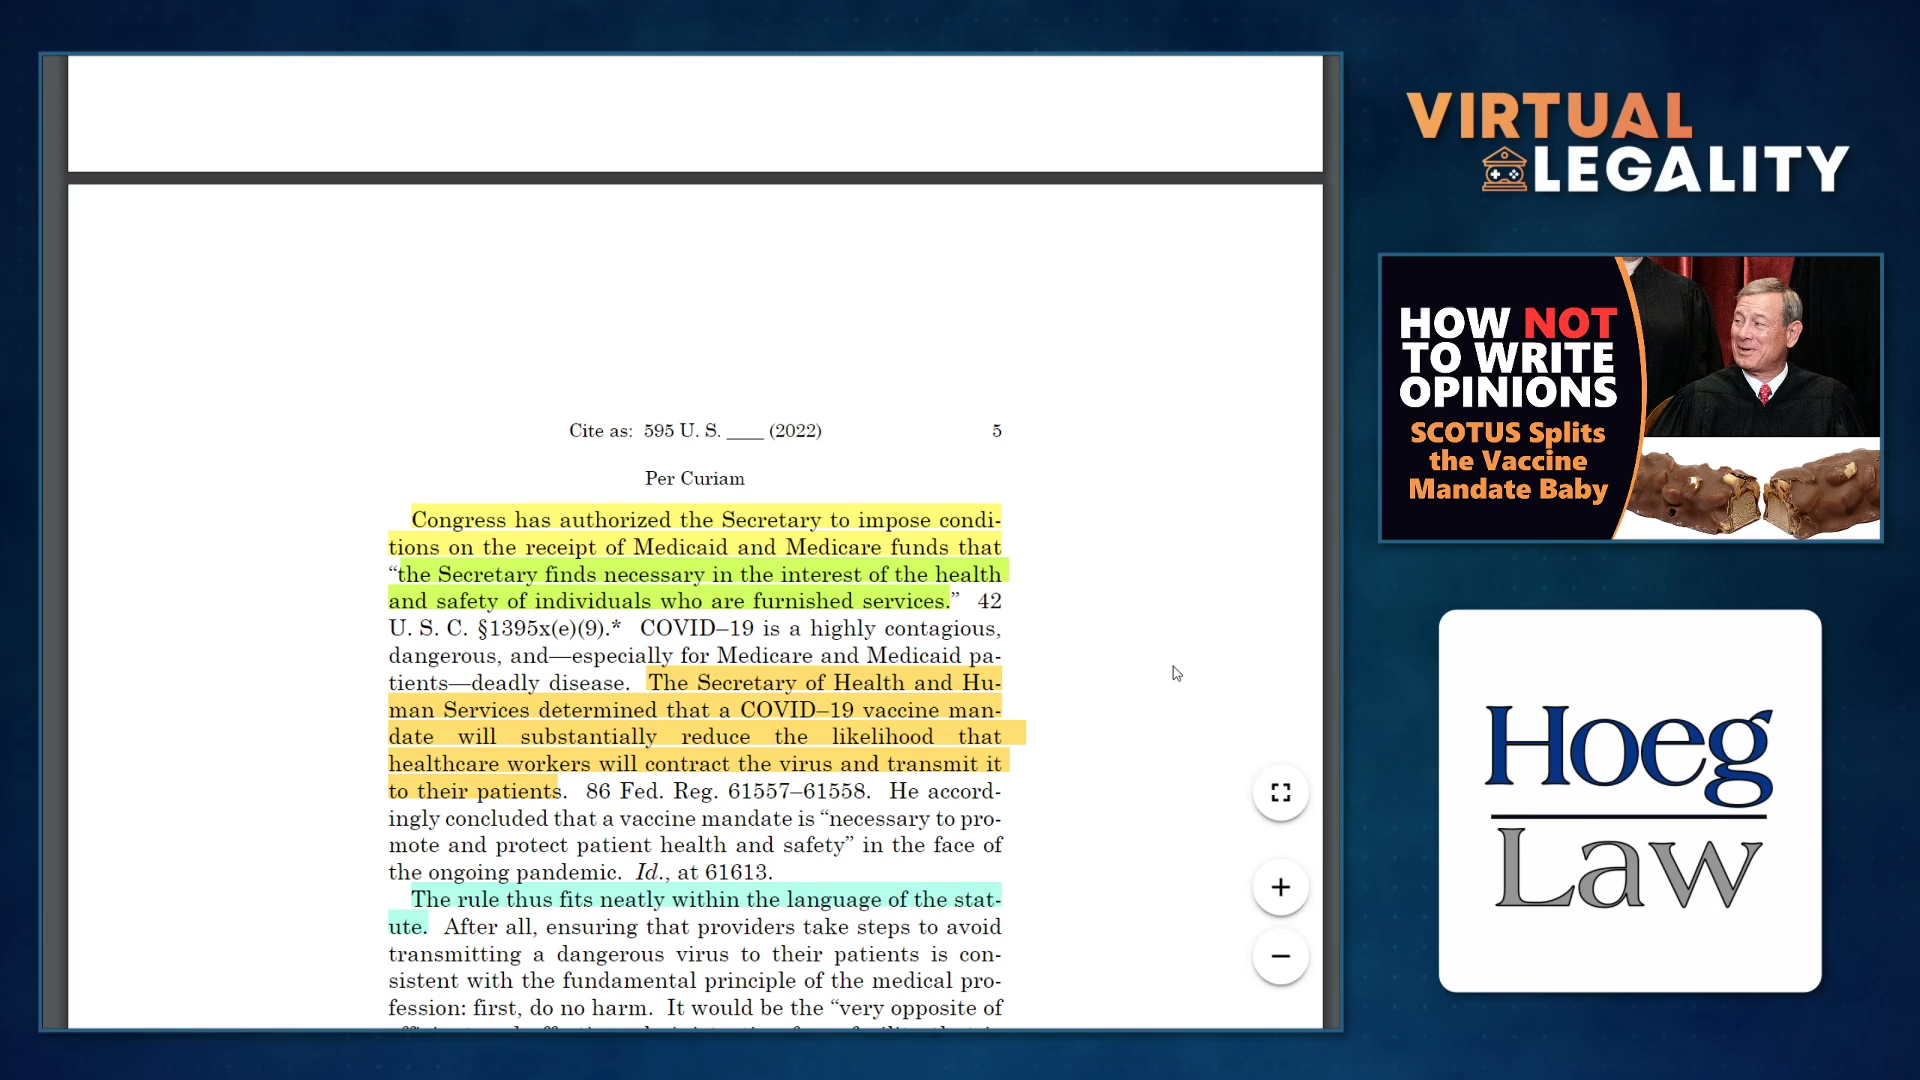 Cite as: 595 U. S. ____ (2022) 5
Per Curiam
Congress has authorized the Secretary to impose condi-
tions on the receipt of Medicaid and Medicare funds that
“the Secretary finds necessary in the interest of the health
and safety of individuals who are furnished services.” 42
U. S. C. §1395x(e)(9).* COVID–19 is a highly contagious,
dangerous, and—especially for Medicare and Medicaid pa-
tients—deadly disease. The Secretary of Health and Hu-
man Services determined that a COVID–19 vaccine man-
date will substantially reduce the likelihood that
healthcare workers will contract the virus and transmit it
to their patients. 86 Fed. Reg. 61557–61558. He accord-
ingly concluded that a vaccine mandate is “necessary to pro-
mote and protect patient health and safety” in the face of
the ongoing pandemic. Id., at 61613.
The rule thus fits neatly within the language of the stat-
ute. After all, ensuring that providers take steps to avoid
transmitting a dangerous virus to their patients is con-
sistent with the fundamental principle of the medical pro-
fession: first, do no harm. It would be the “very opposite of
VIRTUAL
LEGALITY
HOW NOT
TO WRITE
OPINIONS
SCOTUS Splits
the Vaccine
Mandate Baby
Hoeg
Law